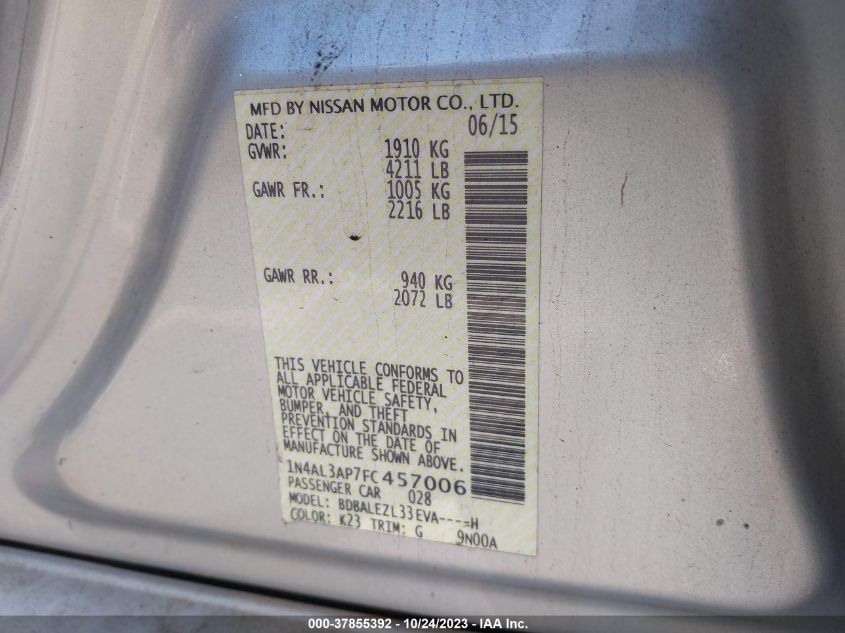 MFD BY NISSAN MOTOR CO., LTD.
DATE: 06/15
GVWR: 1910 KG
4211 LB
GAWR FR.: 1005 KG
2216 LB
GAWR RR.: 940 KG
2072 LB
THIS VEHICLE CONFORMS TO
ALL APPLICABLE FEDERAL
MOTOR VEHICLE SAFETY,
BUMPER, AND THEFT
PREVENTION STANDARDS IN
EFFECT ON THE DATE OF
MANUFACTURE SHOWN ABOVE.
1N4AL3AP7FC457006
PASSENGER CAR 028
MODEL: BDBALEZL33EVA----=H
COLOR: K23 TRIM: G 9N00A
000-37855392 - 10/24/2023 - IAA Inc.